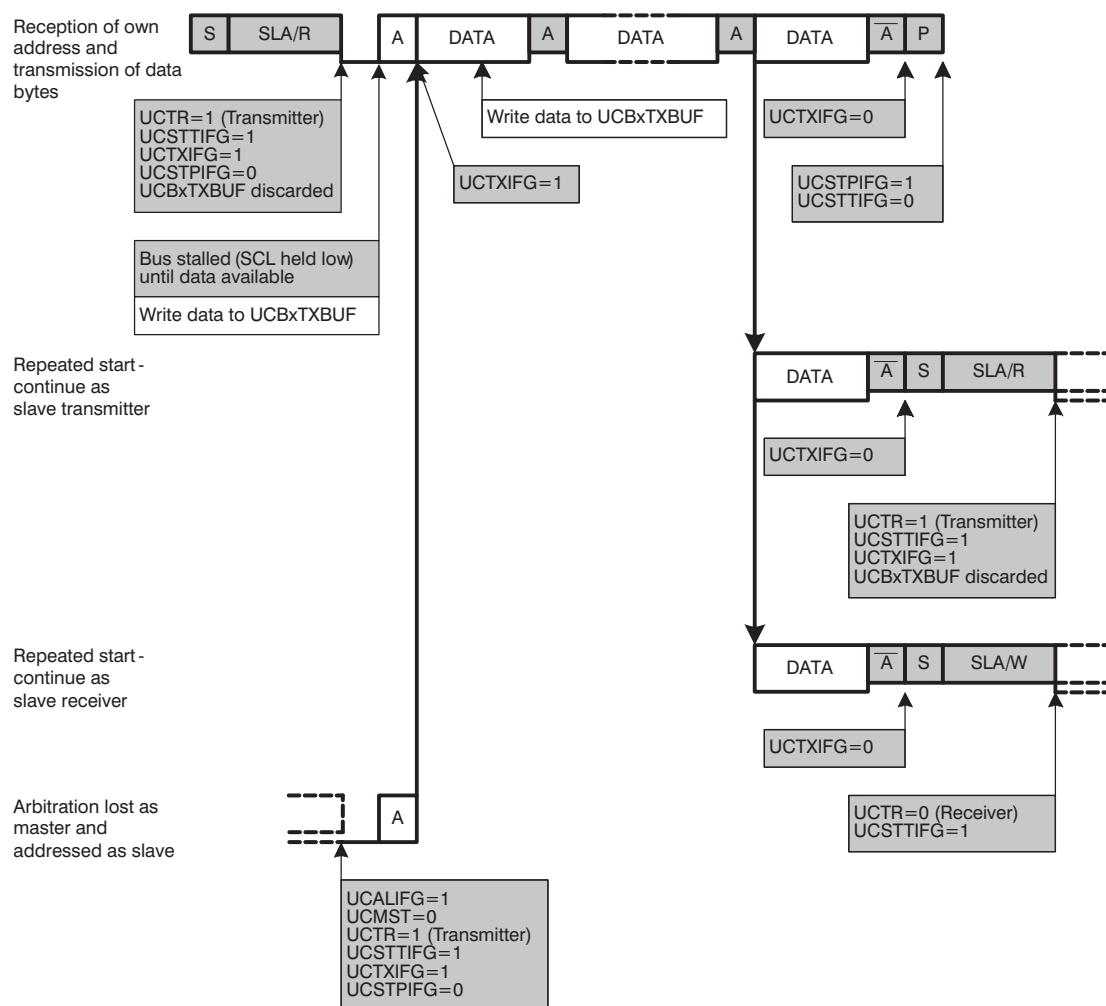 Reception of own
address and
transmission of data
bytes
S SLA/R A DATA A DATA A DATA A P
UCTR=1 (Transmitter)
UCSTTIFG=1
UCTXIFG=1
UCSTPIFG=0
UCBxTXBUF discarded
Write data to UCBxTXBUF
UCTXIFG=1
UCTXIFG=0
UCSTPIFG=1
UCSTTIFG=0
Bus stalled (SCL held low)
until data available
Write data to UCBxTXBUF
Repeated start-
continue as
slave transmitter
DATA A S SLA/R
UCTXIFG=0
UCTR=1 (Transmitter)
UCSTTIFG=1
UCTXIFG=1
UCBxTXBUF discarded
Repeated start-
continue as
slave receiver
DATA A S SLA/W
UCTXIFG=0
UCTR=0 (Receiver)
UCSTTIFG=1
Arbitration lost as
master and
addressed as slave
A
UCALIFG=1
UCMST=0
UCTR=1 (Transmitter)
UCSTTIFG=1
UCTXIFG=1
UCSTPIFG=0